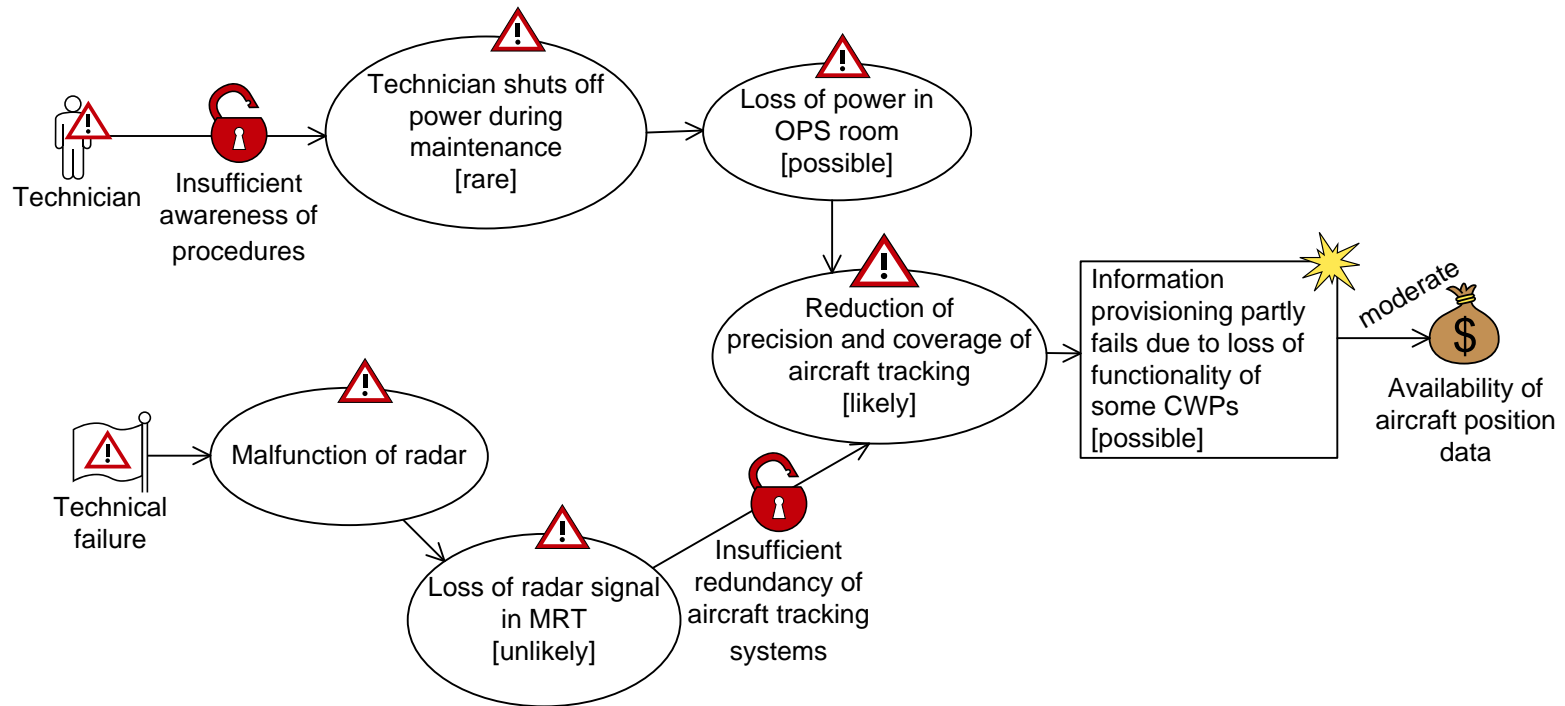 Technician
Insufficient
awareness of
procedures
Technician shuts off
power during
maintenance
[rare]
Loss of power in
OPS room
[possible]
Technical
failure
Malfunction of radar
Loss of radar signal
in MRT
[unlikely]
Insufficient
redundancy of
aircraft tracking
systems
Reduction of
precision and coverage of
aircraft tracking
[likely]
Information
provisioning partly
fails due to loss of
functionality of
some CWPs
[possible]
moderate
$
Availability of
aircraft position
data